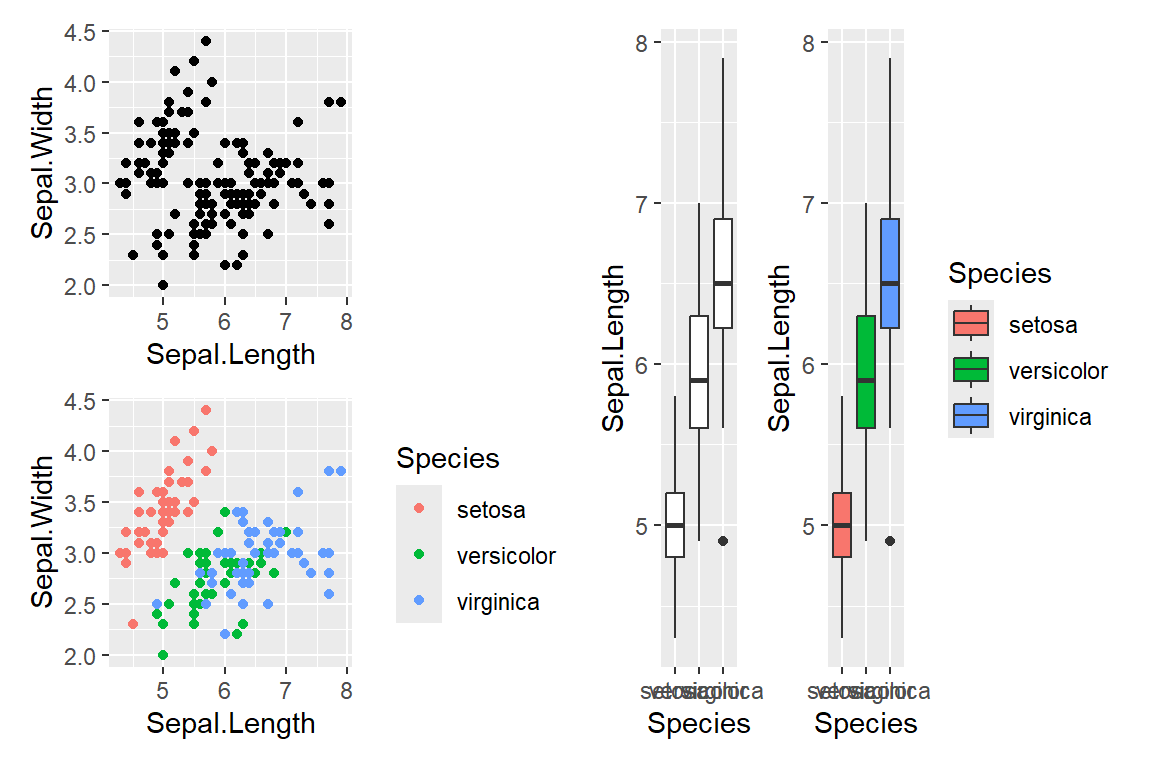 Sepal.Width
4.5
4.0
3.5
3.0
2.5
2.0
5 6 7 8
Sepal.Length
Sepal.Width
4.5
4.0
3.5
3.0
2.5
2.0
5 6 7 8
Sepal.Length
Species
setosa
versicolor
virginica
Sepal.Length
8
7
6
5
Species
Sepal.Length
8
7
6
5
Species
Species
setosa
versicolor
virginica